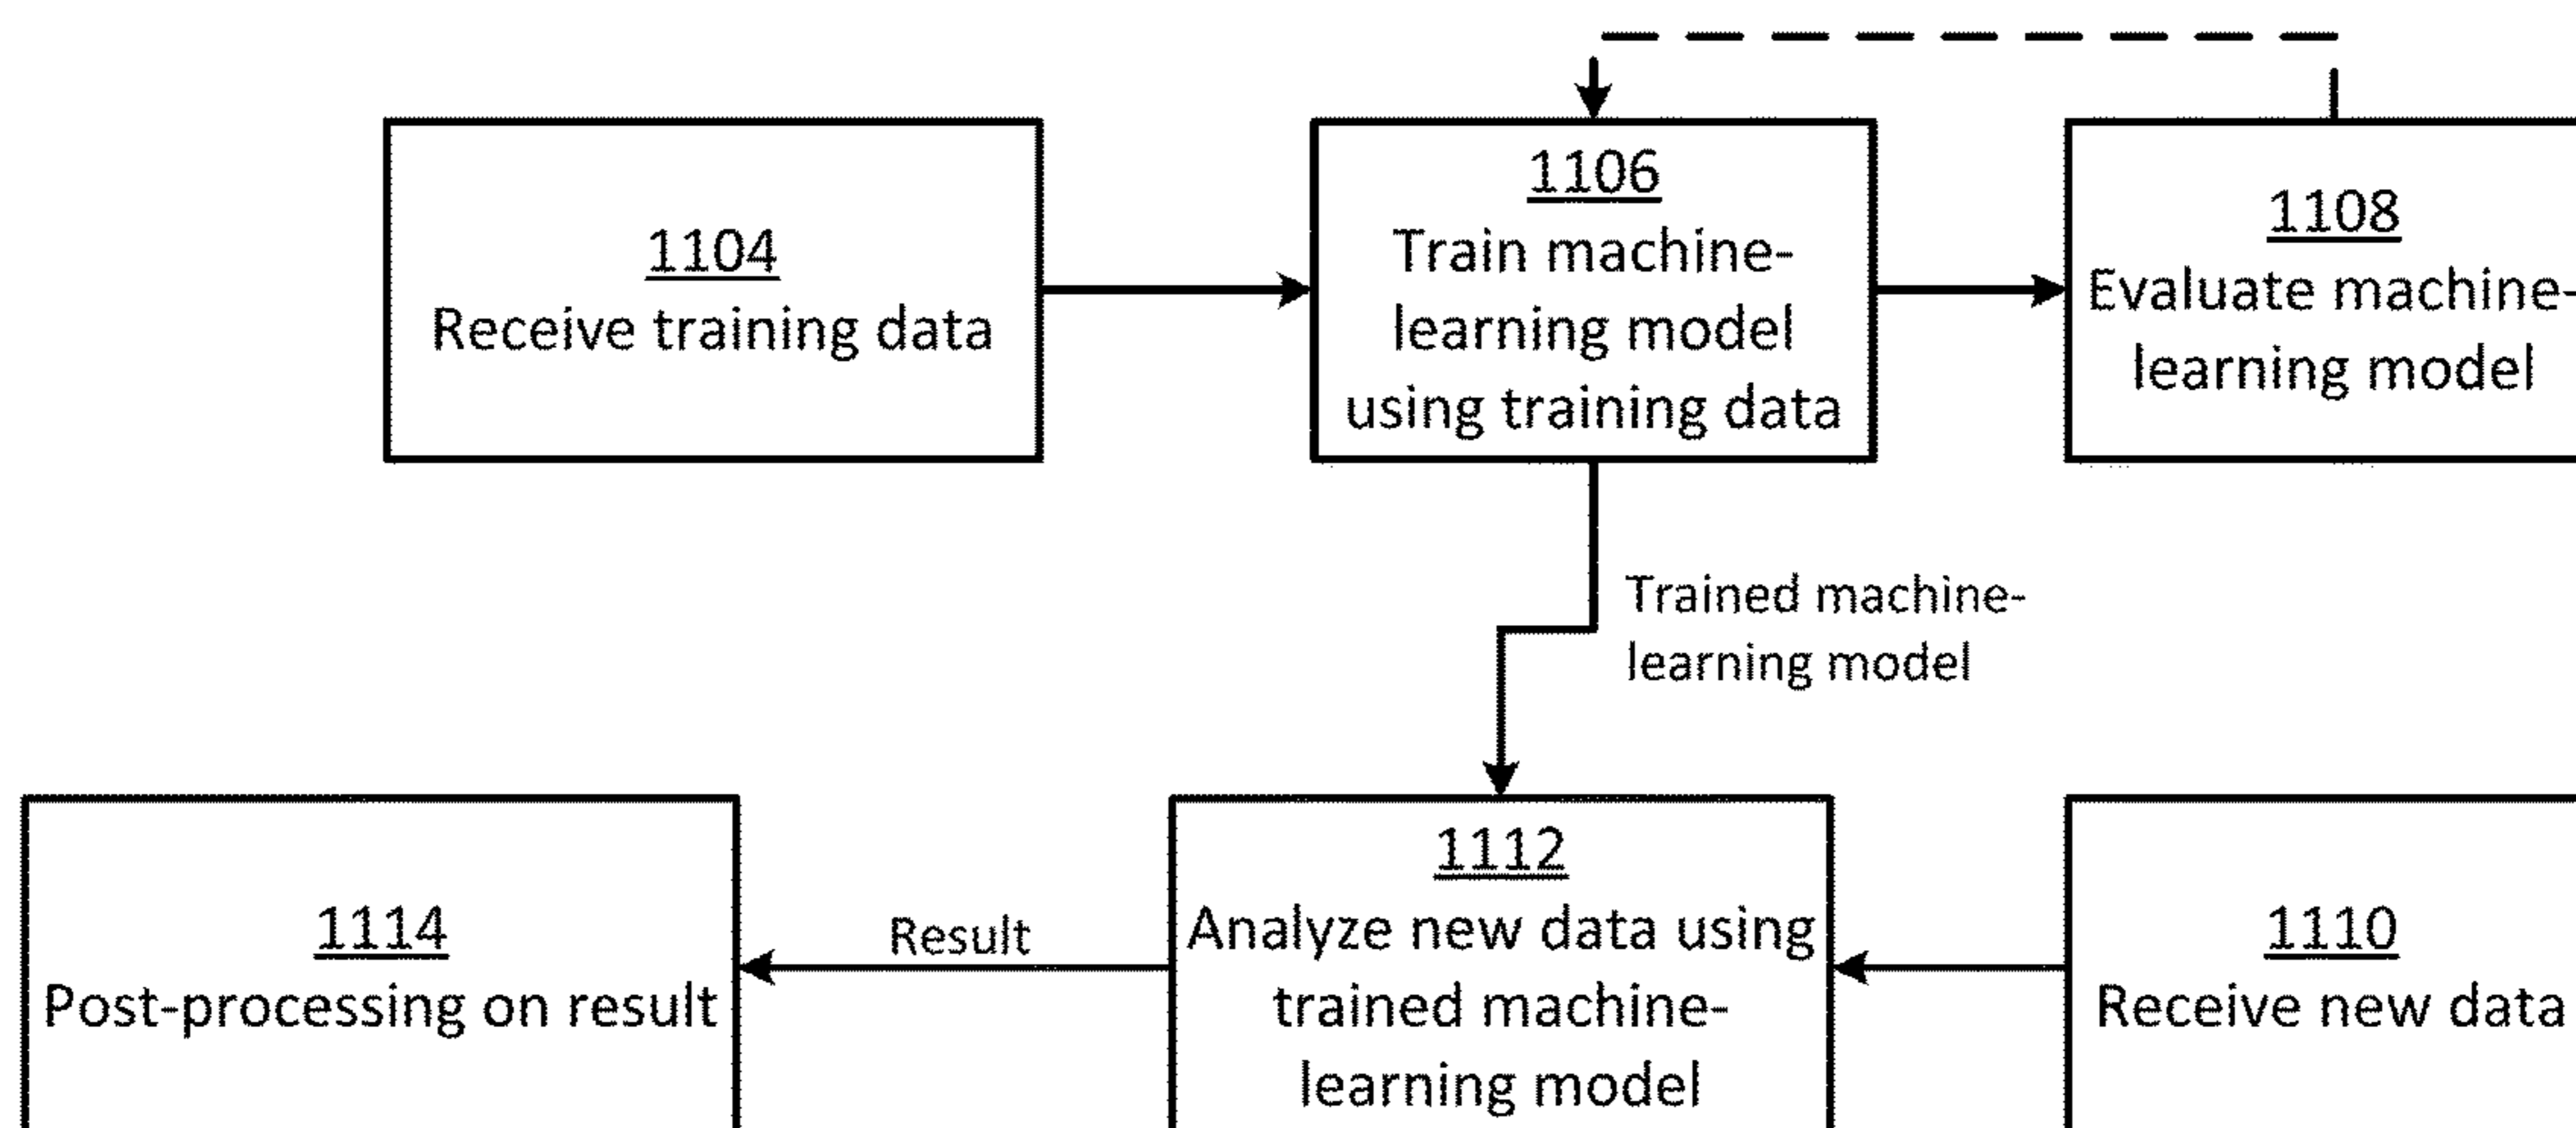 1104
Receive training data
1106
Train machine-
learning model
using training data
1108
Evaluate machine-
learning model
Trained machine-
learning model
1114
Post-processing on result
Result
1112
Analyze new data using
trained machine-
learning model
1110
Receive new data